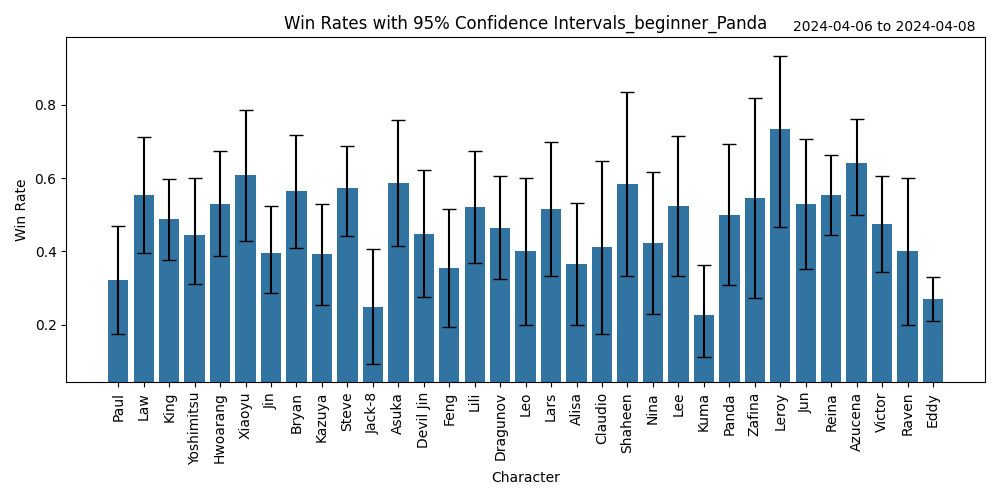 Win Rates with 95% Confidence Intervals_beginner_Panda
2024-04-06 to 2024-04-08
Win Rate
0.8
0.6
0.4
0.2
Paul
Law
King
Yoshimitsu
Hwoarang
Xiaoyu
Jin
Bryan
Kazuya
Steve
Jack-8
Asuka
Devil Jin
Feng
Lili
Dragunov
Leo
Lars
Alisa
Claudio
Shaheen
Nina
Lee
Kuma
Panda
Zafina
Leroy
Jun
Reina
Azucena
Victor
Raven
Eddy
Character